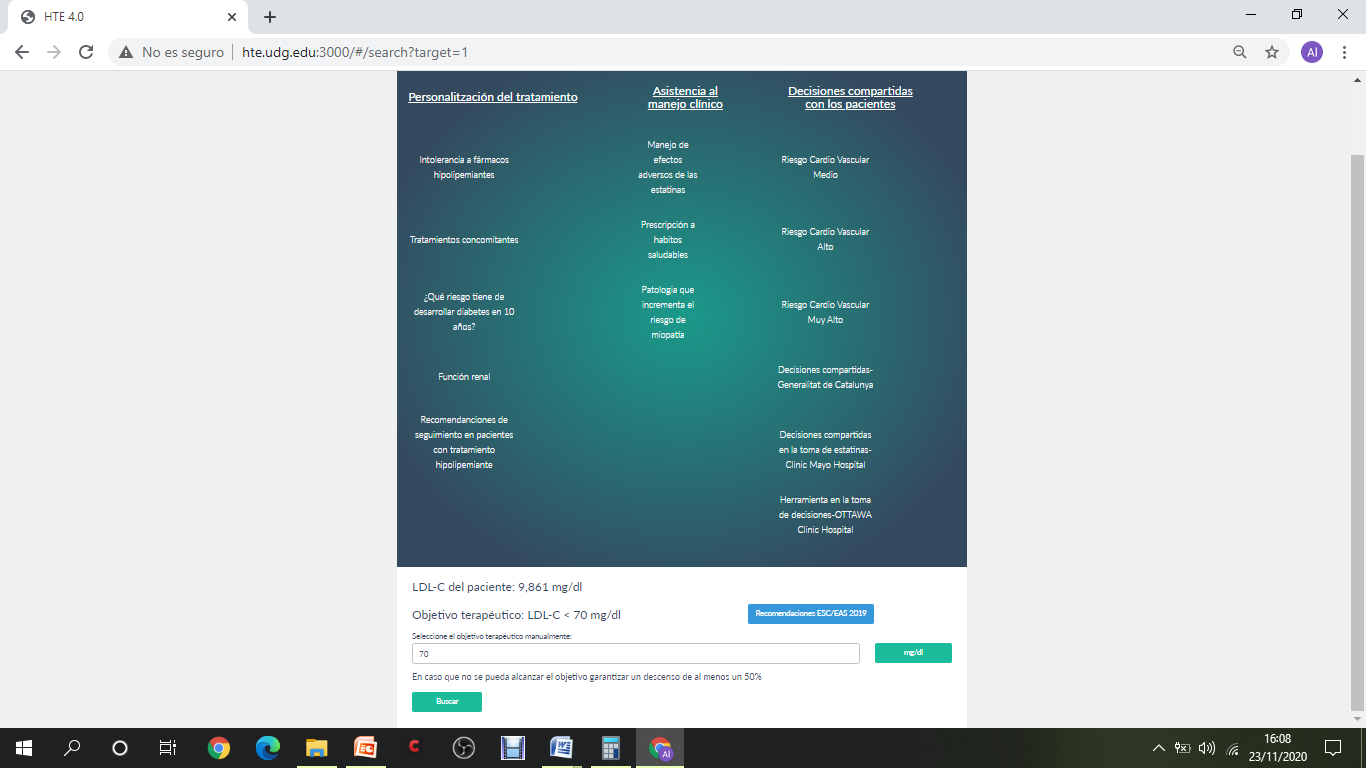 HTE 4.0
No es seguro
hte.udg.edu:3000/#/search?target=1
AI
Personalitzación del tratamiento
Intolerancia a fármacos
hipolipemiantes
Tratamientos concomitantes
¿Qué riesgo tiene de
desarrollar diabetes en 10
años?
Función renal
Recomendanciones de
seguimiento en pacientes
con tratamiento
hipolipemiante
Asistencia al
manejo clínico
Manejo de
efectos
adversos de las
estatinas
Prescripción a
habitos
saludables
Patologia que
incrementa el
riesgo de
miopatía
Decisiones compartidas
con los pacientes
Riesgo Cardio Vascular
Medio
Riesgo Cardio Vascular
Alto
Riesgo Cardio Vascular
Muy Alto
Decisiones compartidas-
Generalitat de Catalunya
Decisiones compartidas
en la toma de estatinas-
Clinic Mayo Hospital
Herramienta en la toma
de decisiones-OTTAWA
Clinic Hospital
LDL-C del paciente: 9,861 mg/dl
Objetivo terapéutico: LDL-C < 70 mg/dl
Recomendaciones ESC/EAS 2019
Seleccione el objetivo terapéutico manualmente:
70
mg/dl
En caso que no se pueda alcanzar el objetivo garantizar un descenso de al menos un 50%
Buscar
AI
16:08
23/11/2020